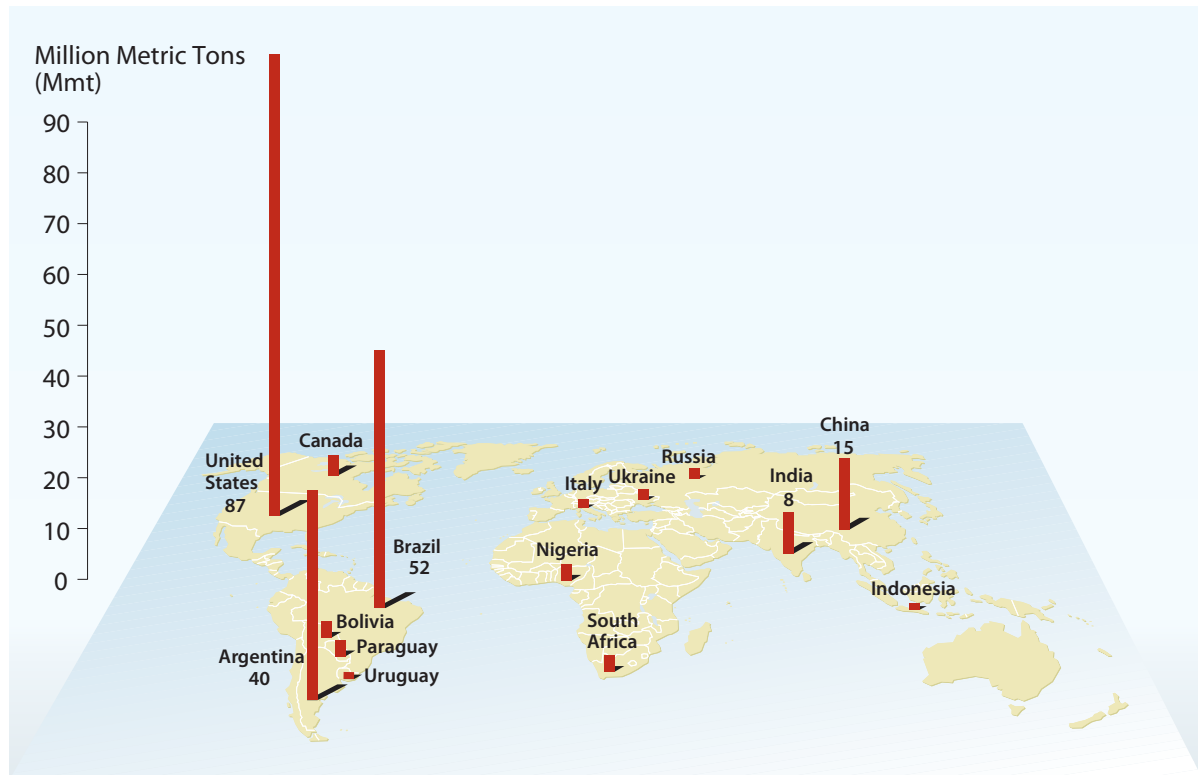 Million Metric Tons
(Mmt)
90
80
70
60
50
40
30
20
10
0
United
States
87
Canada
Brazil
52
Bolivia
Paraguay
Argentina
40
Uruguay
Italy
Ukraine
Russia
Nigeria
South
Africa
India
8
China
15
Indonesia